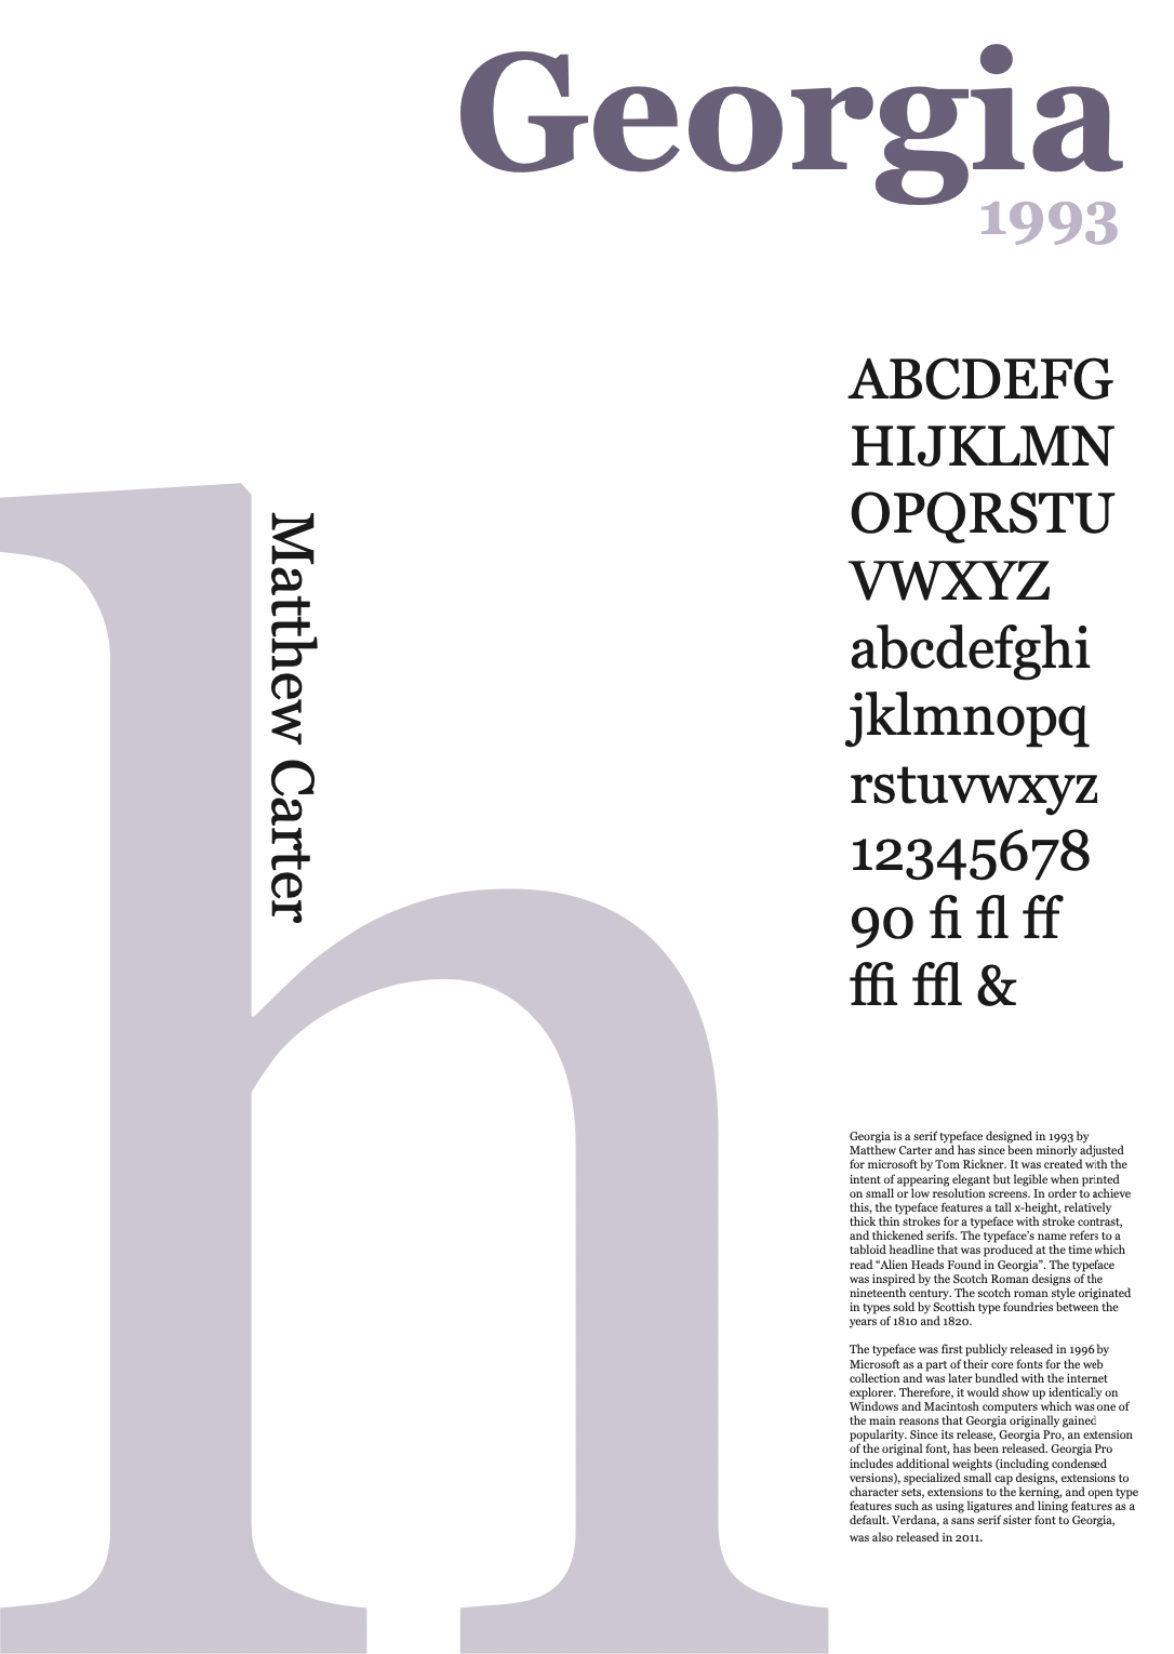 Georgia
1993
ABCDEFG
HIJKLMN
OPQRSTU
VWXYZ
abcdefghi
jklmnopq
rstuvwxyz
12345678
90 fi fl ff
ffi ffl &
h
Matthew Carter
Georgia is a serif typeface designed in 1993 by
Matthew Carter and has since been minorly adjusted
for microsoft by Tom Rickner. It was created with the
intent of appearing elegant but legible when printed
on small or low resolution screens. In order to achieve
this, the typeface features a tall x-height, relatively
thick thin strokes for a typeface with stroke contrast,
and thickened serifs. The typeface’s name refers to a
tabloid headline that was produced at the time which
read “Alien Heads Found in Georgia”. The typeface
was inspired by the Scotch Roman designs of the
nineteenth century. The scotch roman style originated
in types sold by Scottish type foundries between the
years of 1810 and 1820.
The typeface was first publicly released in 1996 by
Microsoft as a part of their core fonts for the web
collection and was later bundled with the internet
explorer. Therefore, it would show up identically on
Windows and Macintosh computers which was one of
the main reasons that Georgia originally gained
popularity. Since its release, Georgia Pro, an extension
of the original font, has been released. Georgia Pro
includes additional weights (including condensed
versions), specialized small cap designs, extensions to
character sets, extensions to the kerning, and open type
features such as using ligatures and lining features as a
default. Verdana, a sans serif sister font to Georgia,
was also released in 2011.